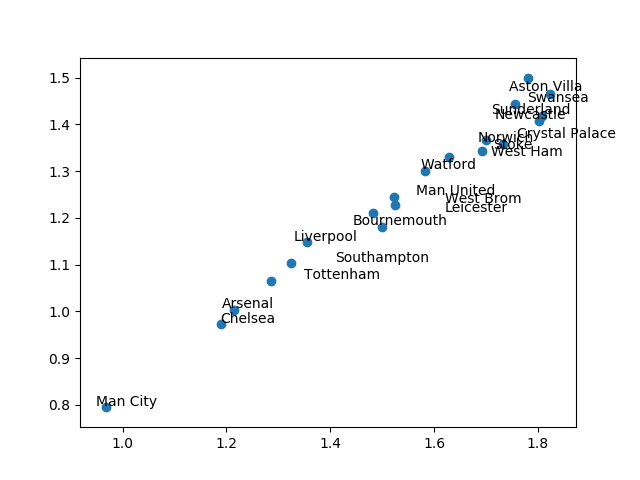 1.5
1.4
1.3
1.2
1.1
1.0
0.9
0.8
Aston Villa
Swansea
Sunderland
Newcastle
Crystal Palace
Norwich
Stoke
West Ham
Watford
Man United
West Brom
Leicester
Bournemouth
Liverpool
Southampton
Tottenham
Arsenal
Chelsea
Man City
1.0
1.2
1.4
1.6
1.8